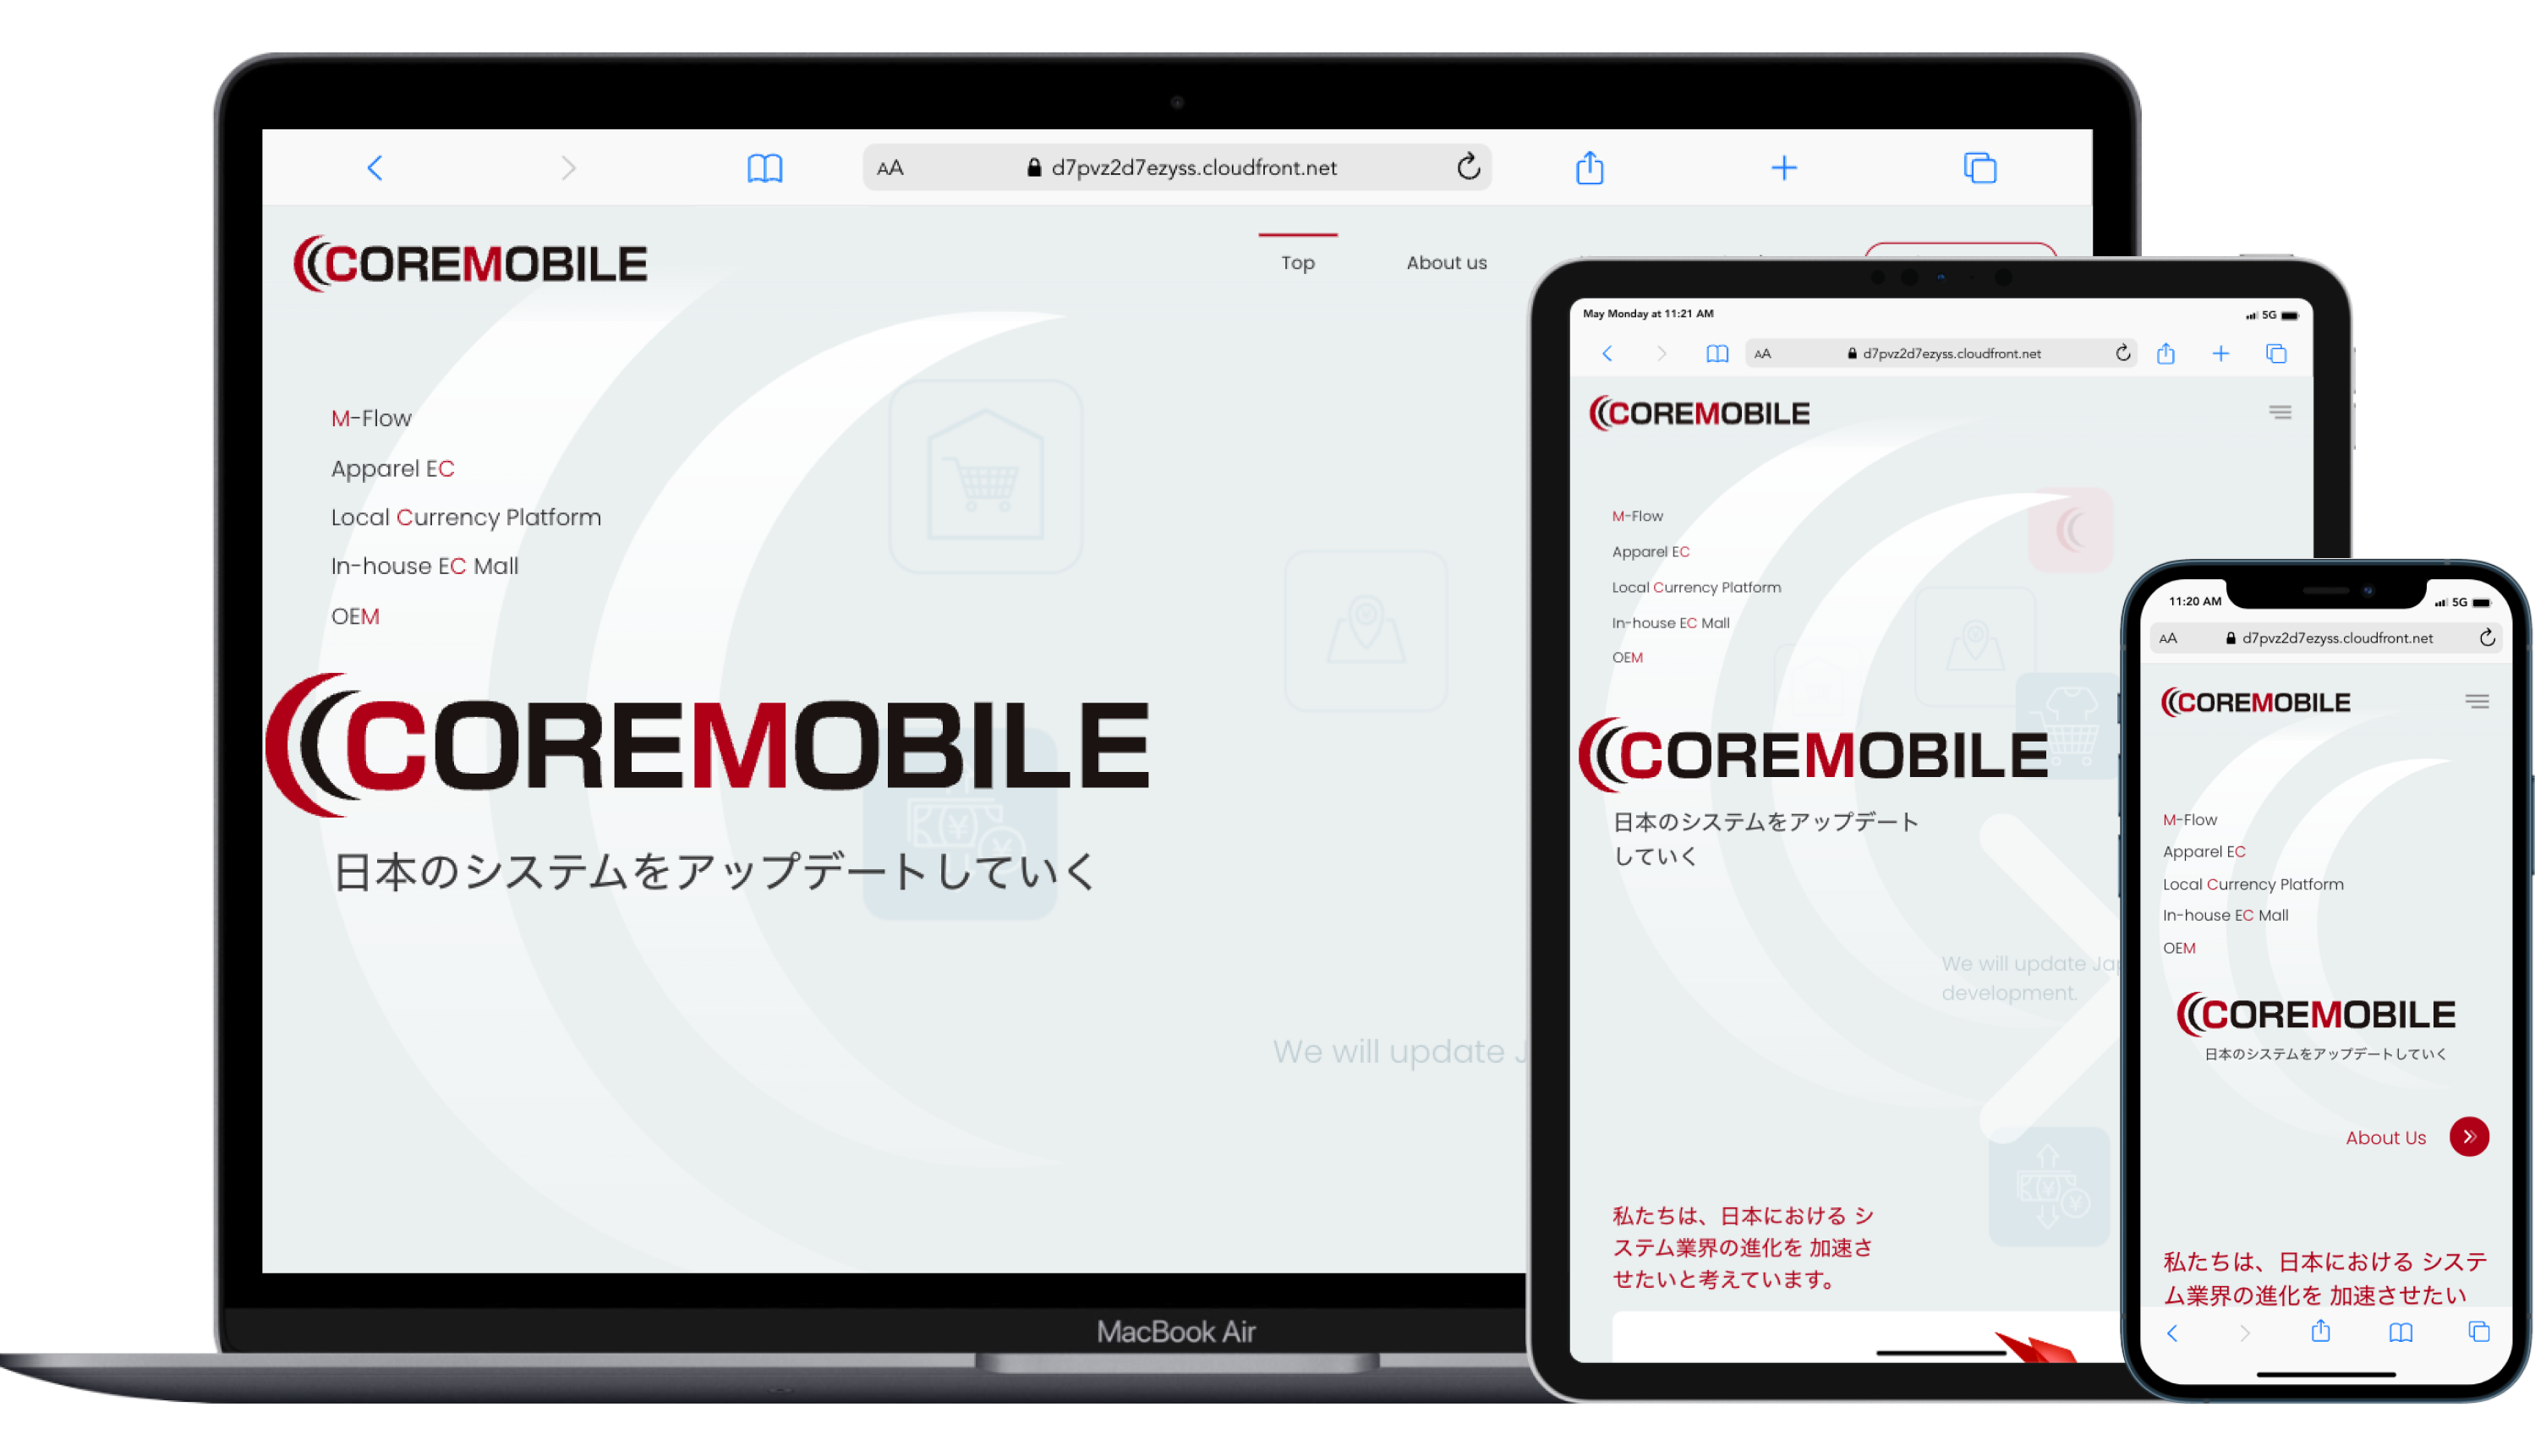 AA d7pvz2d7ezyss.cloudfront.net
COREMOBILE
Top About us
M-Flow
Apparel EC
Local Currency Platform
In-house EC Mall
OEM
COREMOBILE
日本のシステムをアップデートしていく
We will update
MacBook Air
May Monday at 11:21 AM 5G
AA d7pvz2d7ezyss.cloudfront.net
COREMOBILE
M-Flow
Apparel EC
Local Currency Platform
In-house EC Mall
OEM
COREMOBILE
日本のシステムをアップデート
していく
We will update
development.
私たちは、日本における シ
ステム業界の進化を 加速さ
せたいと考えています。
11:20 AM 5G
AA d7pvz2d7ezyss.cloudfront.net
COREMOBILE
M-Flow
Apparel EC
Local Currency Platform
In-house EC Mall
OEM
COREMOBILE
日本のシステムをアップデートしていく
About Us
私たちは、日本における システ
ム業界の進化を 加速させたい